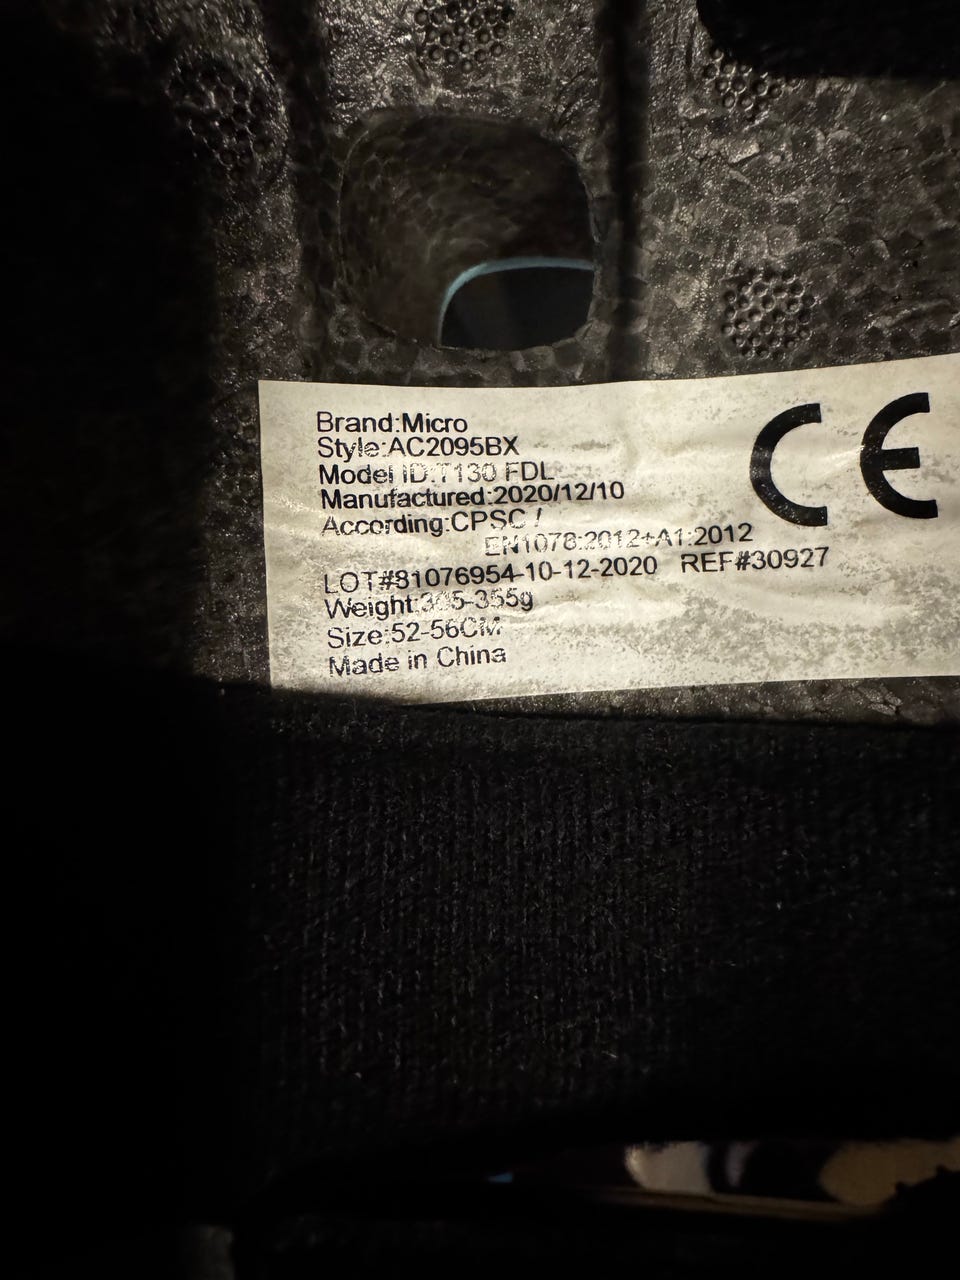 Brand:Micro
Style:AC2095BX
Model ID:T130 FDL
Manufactured:2020/12/10
According:CPSC /
EN1078:2012+A1:2012
LOT#81076954-10-12-2020 REF#30927
Weight:
Size:52-56CM
Made in China
CE